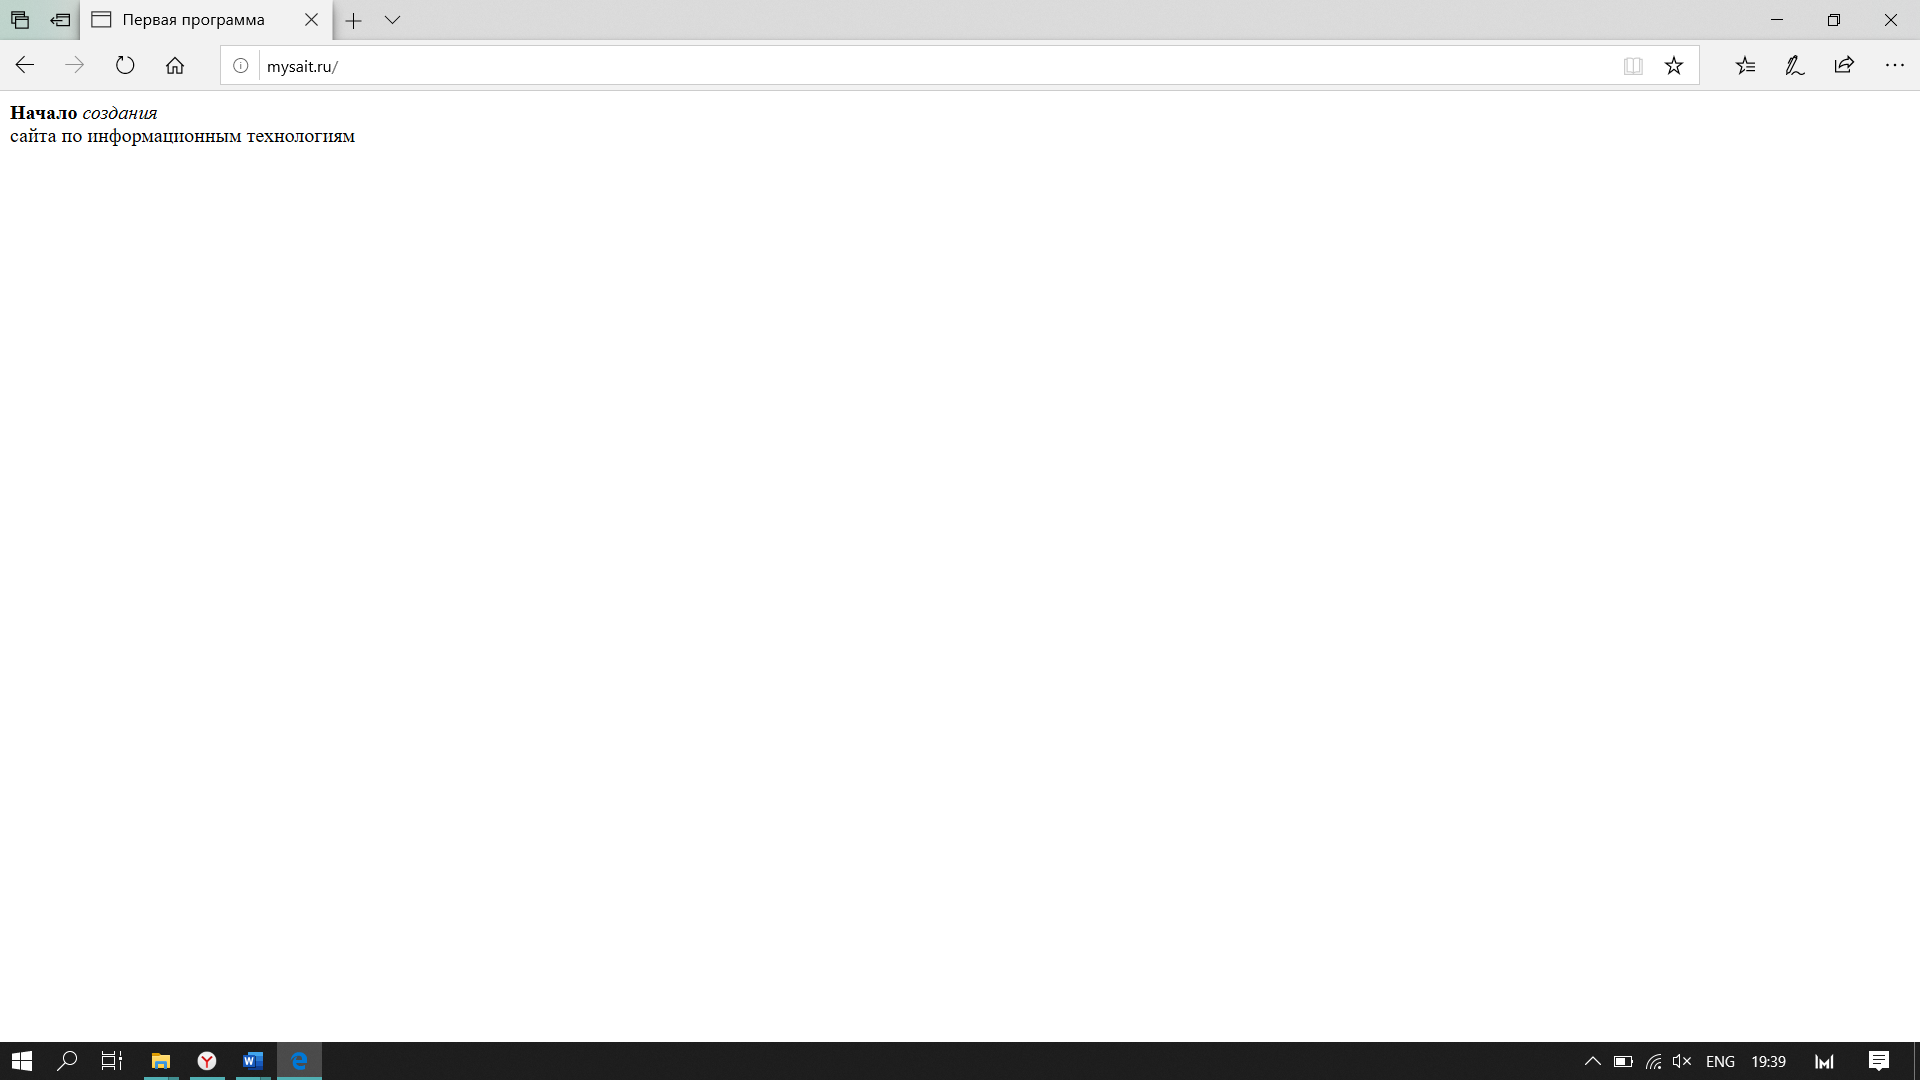 Первая программа
mysait.ru/
Начало создания
сайта по информационным технологиям
ENG 19:39